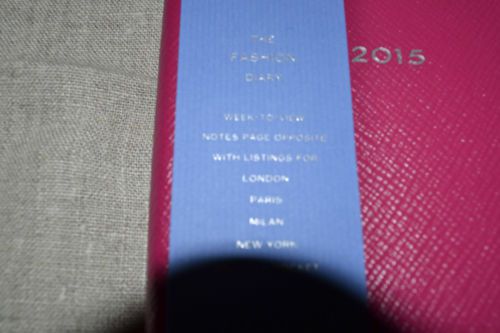 THE
FASHION
DIARY
2015
WEEK-TO-VIEW
NOTES PAGE OPPOSITE
WITH LISTINGS FOR
LONDON
PARIS
MILAN
NEW YORK